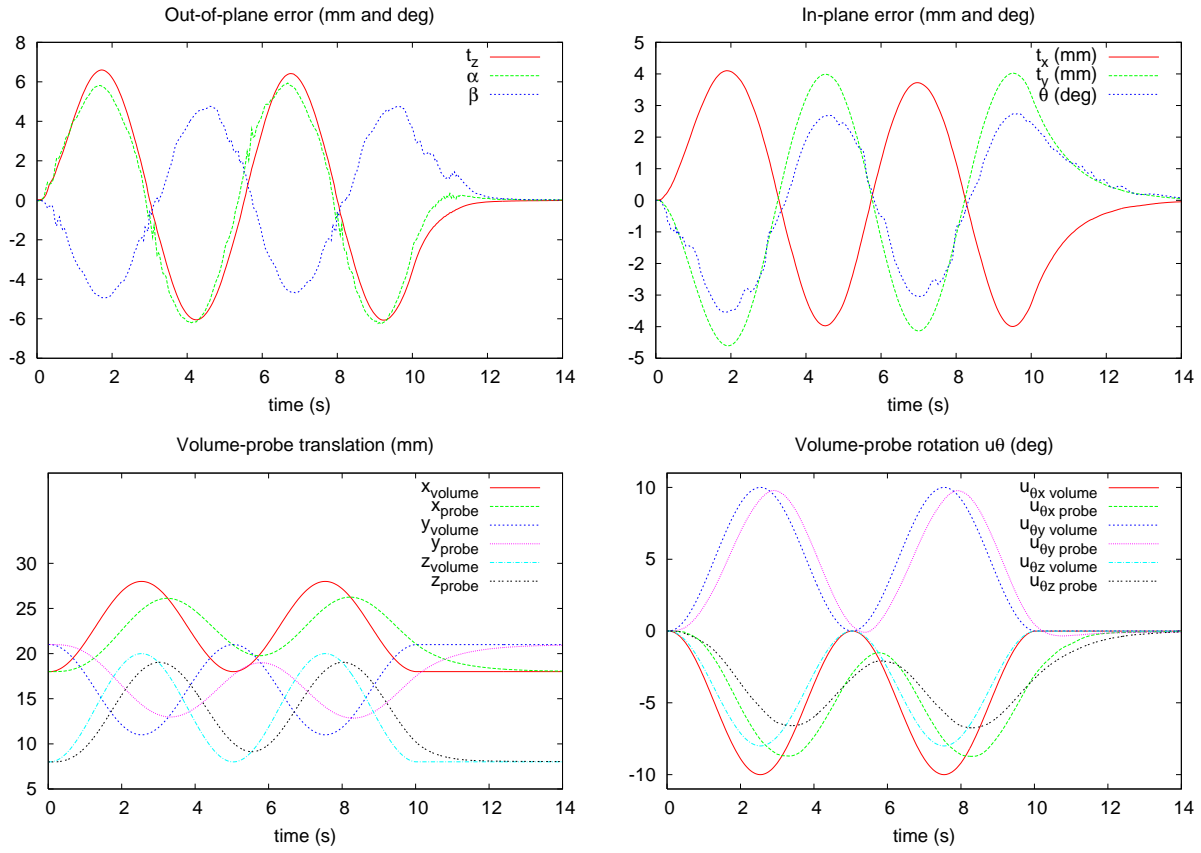 Out-of-plane error (mm and deg)
8
6
4
2
0
-2
-4
-6
-8
0 2 4 6 8 10 12 14
time (s)
t_z
α
β
In-plane error (mm and deg)
5
4
3
2
1
0
-1
-2
-3
-4
-5
0 2 4 6 8 10 12 14
time (s)
t_x (mm)
t_y (mm)
θ (deg)
Volume-probe translation (mm)
30
25
20
15
10
5
0 2 4 6 8 10 12 14
time (s)
x_volume
x_probe
y_volume
y_probe
z_volume
z_probe
Volume-probe rotation uθ (deg)
10
5
0
-5
-10
0 2 4 6 8 10 12 14
time (s)
u_θx volume
u_θx probe
u_θy volume
u_θy probe
u_θz volume
u_θz probe